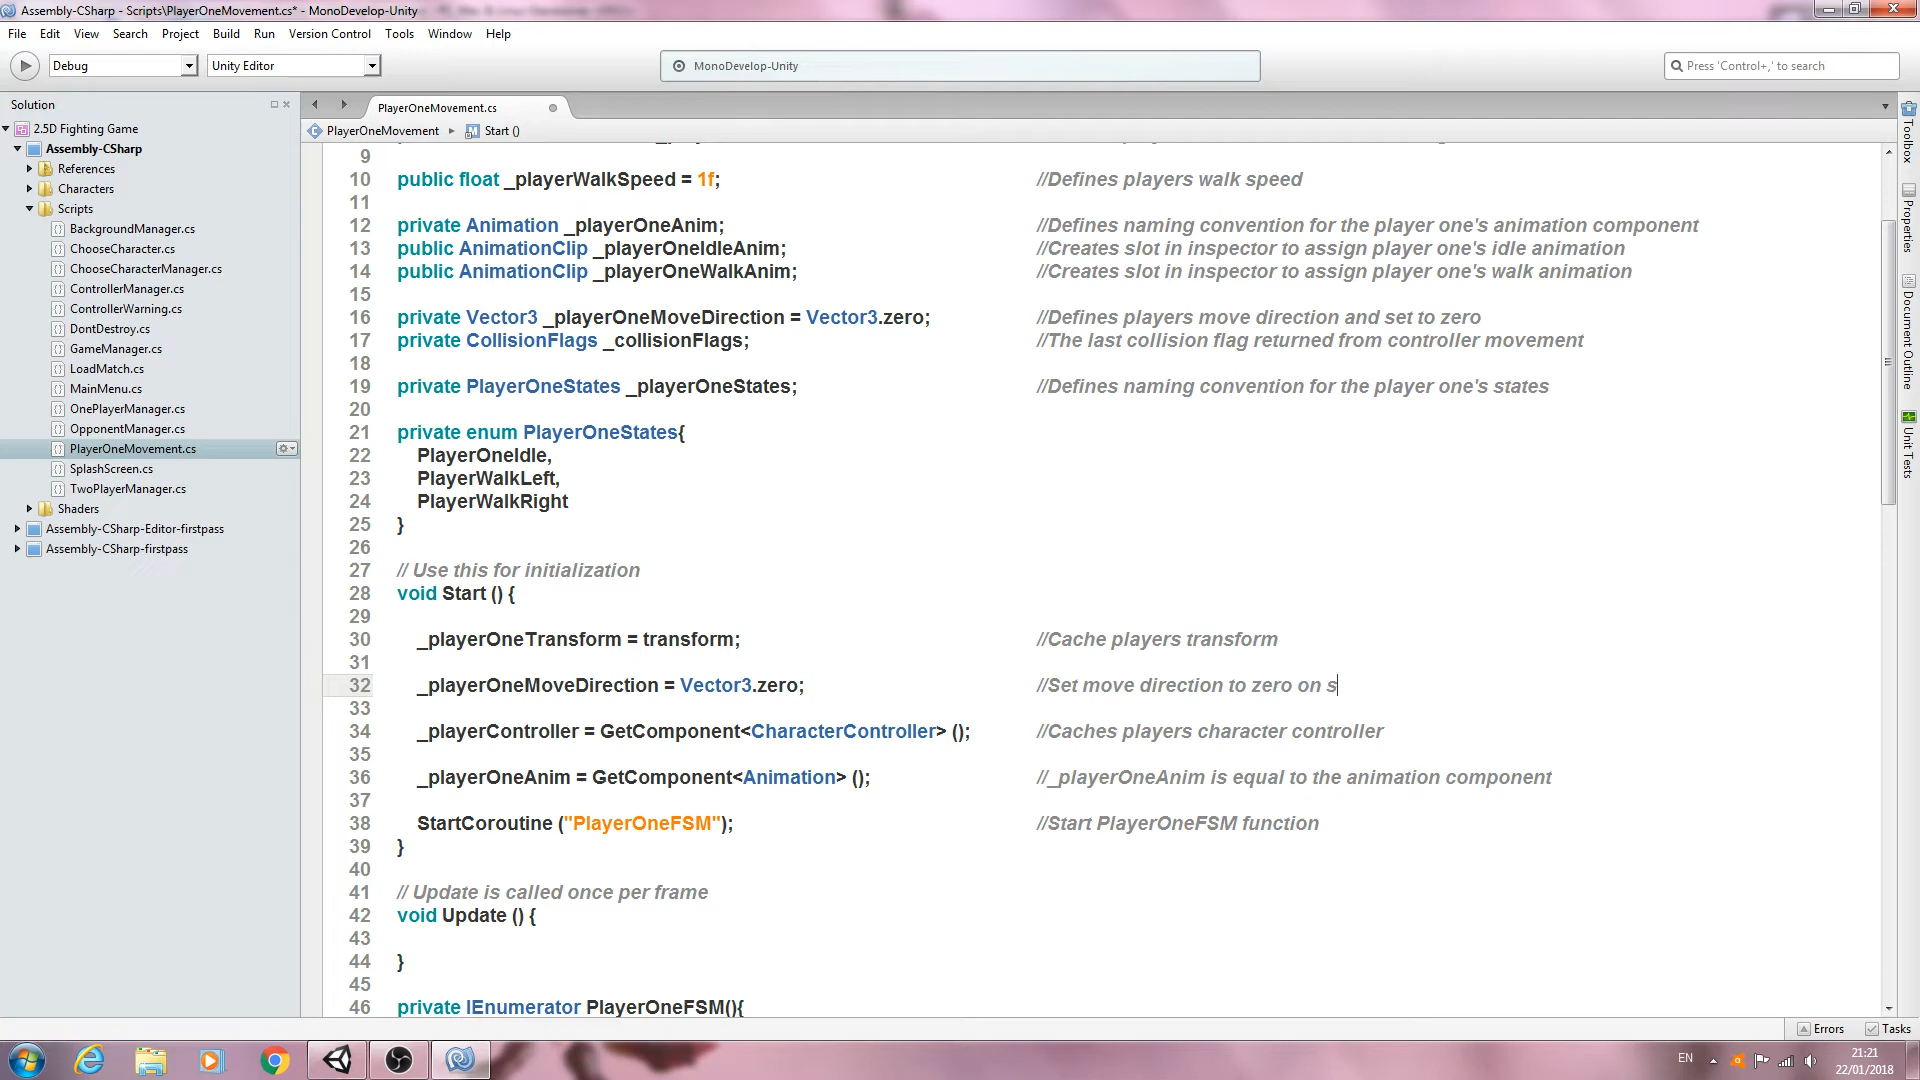 Assembly-CSharp - Scripts\PlayerOneMovement.cs* - MonoDevelop-Unity
File Edit View Search Project Build Run Version Control Tools Window Help
Debug Unity Editor MonoDevelop-Unity Press 'Control+,' to search
Solution
2.5D Fighting Game
Assembly-CSharp
References
Characters
Scripts
BackgroundManager.cs
ChooseCharacter.cs
ChooseCharacterManager.cs
ControllerManager.cs
ControllerWarning.cs
DontDestroy.cs
GameManager.cs
LoadMatch.cs
MainMenu.cs
OnePlayerManager.cs
OpponentManager.cs
PlayerOneMovement.cs
SplashScreen.cs
TwoPlayerManager.cs
Shaders
Assembly-CSharp-Editor-firstpass
Assembly-CSharp-firstpass
PlayerOneMovement.cs
PlayerOneMovement Start ()
9
10 public float _playerWalkSpeed = 1f; //Defines players walk speed
11
12 private Animation _playerOneAnim; //Defines naming convention for the player one's animation component
13 public AnimationClip _playerOneIdleAnim; //Creates slot in inspector to assign player one's idle animation
14 public AnimationClip _playerOneWalkAnim; //Creates slot in inspector to assign player one's walk animation
15
16 private Vector3 _playerOneMoveDirection = Vector3.zero; //Defines players move direction and set to zero
17 private CollisionFlags _collisionFlags; //The last collision flag returned from controller movement
18
19 private PlayerOneStates _playerOneStates; //Defines naming convention for the player one's states
20
21 private enum PlayerOneStates{
22 PlayerOneIdle,
23 PlayerWalkLeft,
24 PlayerWalkRight
25 }
26
27 // Use this for initialization
28 void Start () {
29
30 _playerOneTransform = transform; //Cache players transform
31
32 _playerOneMoveDirection = Vector3.zero; //Set move direction to zero on s
33
34 _playerController = GetComponent<CharacterController> (); //Caches players character controller
35
36 _playerOneAnim = GetComponent<Animation> (); //_playerOneAnim is equal to the animation component
37
38 StartCoroutine ("PlayerOneFSM"); //Start PlayerOneFSM function
39 }
40
41 // Update is called once per frame
42 void Update () {
43
44 }
45
46 private IEnumerator PlayerOneFSM(){
Toolbox
Properties
Document Outline
Unit Tests
Errors Tasks
EN
21:21
22/01/2018